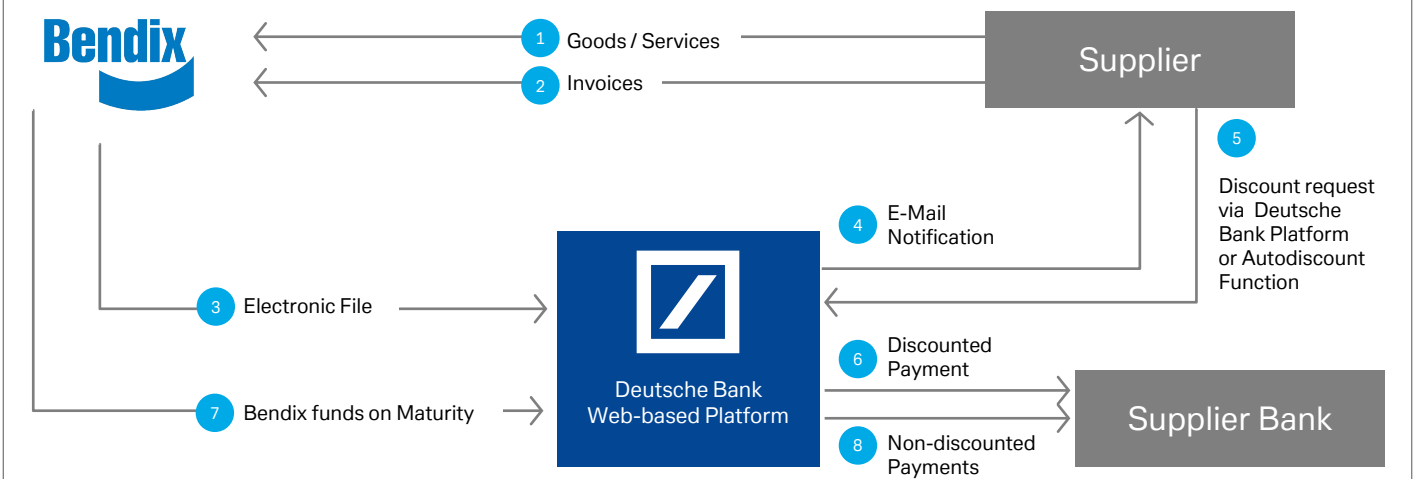 Bendix
1
Goods / Services
2
Invoices
Supplier
5
Discount request
via Deutsche
Bank Platform
or Autodiscount
Function
4
E-Mail
Notification
3
Electronic File
Deutsche Bank
Web-based Platform
6
Discounted
Payment
7
Bendix funds on Maturity
8
Non-discounted
Payments
Supplier Bank